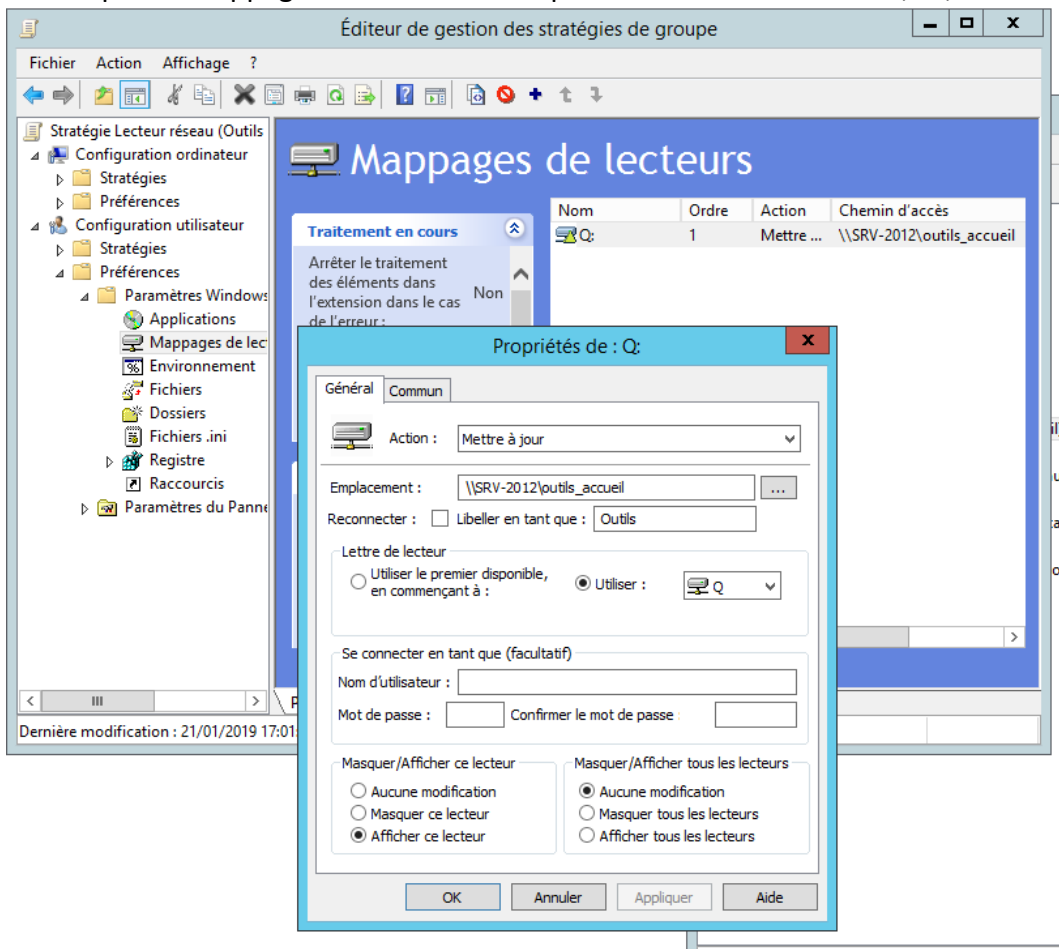 Éditeur de gestion des stratégies de groupe
Fichier Action Affichage ?
Stratégie Lecteur réseau (Outils
Configuration ordinateur
Stratégies
Préférences
Configuration utilisateur
Stratégies
Préférences
Paramètres Windows
Applications
Mappages de lec
Environnement
Fichiers
Dossiers
Fichiers .ini
Registre
Raccourcis
Paramètres du Panne
Mappages de lecteurs
Traitement en cours
Arrêter le traitement
des éléments dans
l'extension dans le cas
de l'erreur :
Non
Nom Ordre Action Chemin d'accès
Q: 1 Mettre ... \\SRV-2012\outils_accueil
Dernière modification : 21/01/2019 17:01
Propriétés de : Q:
Général Commun
Action : Mettre à jour
Emplacement : \\SRV-2012\outils_accueil ...
Reconnecter : Libeller en tant que : Outils
Lettre de lecteur
Utiliser le premier disponible,
en commençant à :
Utiliser : Q
Se connecter en tant que (facultatif)
Nom d'utilisateur :
Mot de passe : Confirmer le mot de passe :
Masquer/Afficher ce lecteur
Aucune modification
Masquer ce lecteur
Afficher ce lecteur
Masquer/Afficher tous les lecteurs
Aucune modification
Masquer tous les lecteurs
Afficher tous les lecteurs
OK Annuler Appliquer Aide